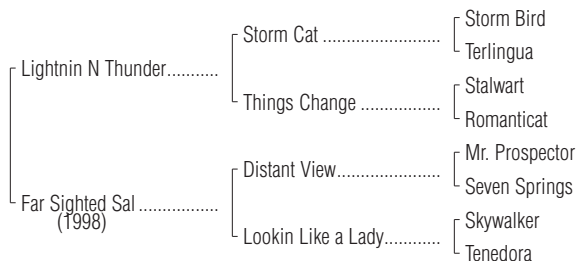 Storm Bird
Storm Cat ..........................
Terlingua
Lightnin N Thunder...........
Stalwart
Things Change ..................
Romanticat
Mr. Prospector
Distant View.......................
Seven Springs
Far Sighted Sal .................
(1998)
Skywalker
Lookin Like a Lady............
Tenedora